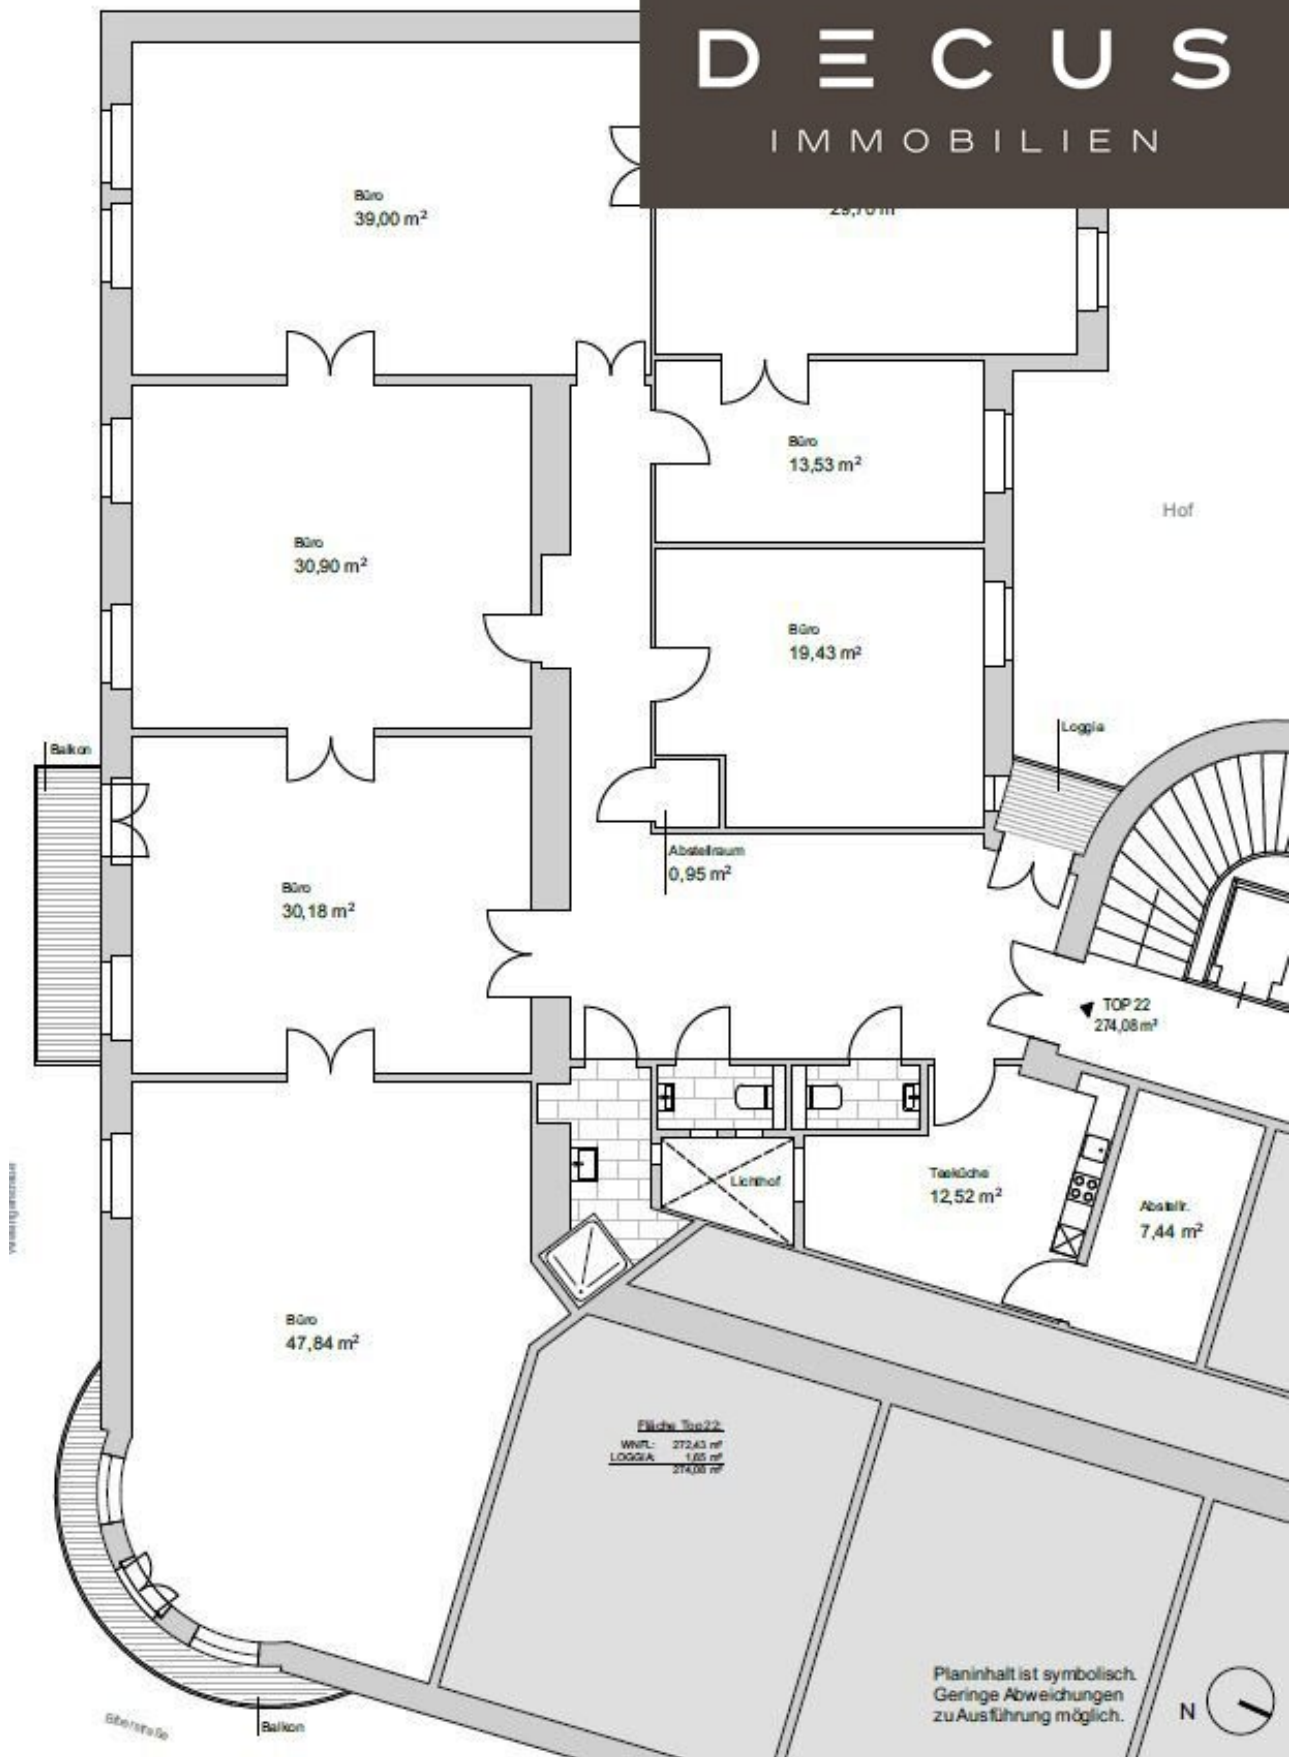 DECUS
IMMOBILIEN
Büro
39,00 m²
Büro
13,53 m²
Hof
Büro
30,90 m²
Büro
19,43 m²
Balkon
Loggia
Abstellraum
0,95 m²
Büro
30,18 m²
TOP 22
274,08 m²
Lichthof
Teeküche
12,52 m²
Abstellr.
7,44 m²
Büro
47,84 m²
Fläche Top22:
WNFL: 272,43 m²
LOGGIA: 1,65 m²
274,08 m²
Planinhalt ist symbolisch.
Geringe Abweichungen
zu Ausführung möglich.
N
Biberstraße
Balkon